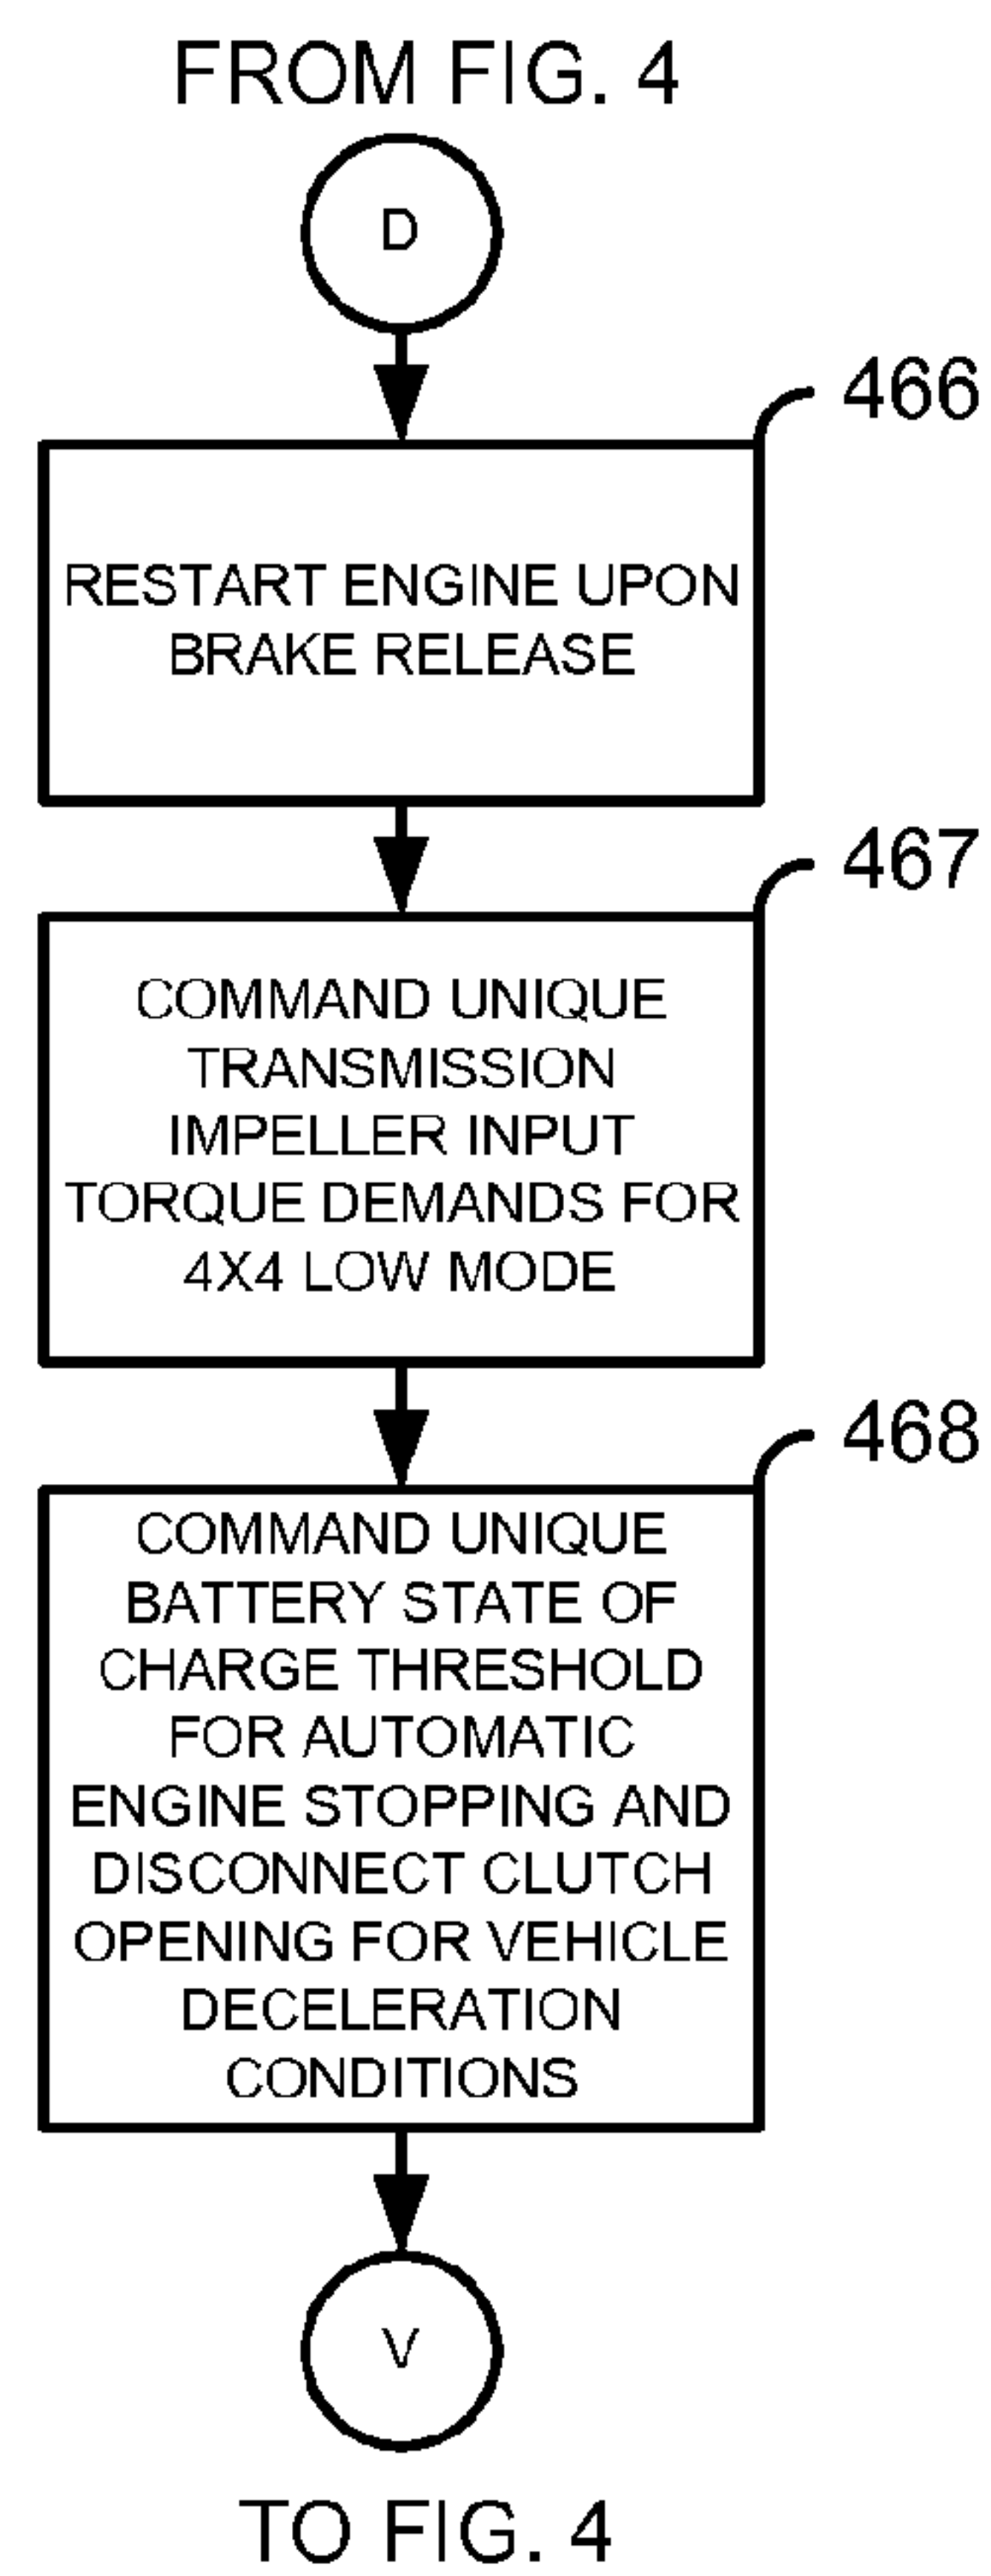 FROM FIG. 4
D
466
RESTART ENGINE UPON
BRAKE RELEASE
467
COMMAND UNIQUE
TRANSMISSION
IMPELLER INPUT
TORQUE DEMANDS FOR
4X4 LOW MODE
468
COMMAND UNIQUE
BATTERY STATE OF
CHARGE THRESHOLD
FOR AUTOMATIC
ENGINE STOPPING AND
DISCONNECT CLUTCH
OPENING FOR VEHICLE
DECELERATION
CONDITIONS
V
TO FIG. 4